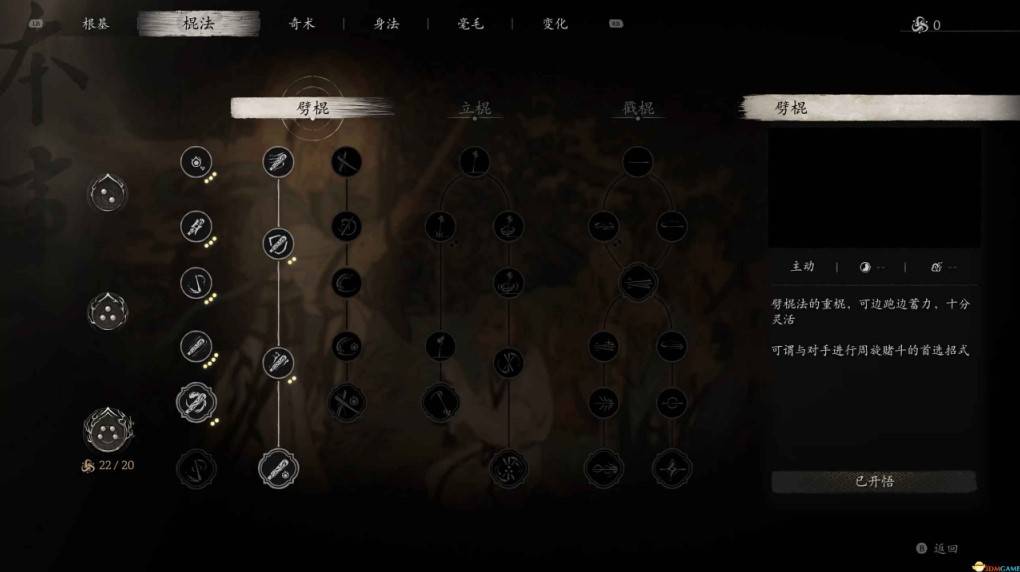 LB 根基 棍法 奇术 身法 毫毛 变化 RB
0
劈棍 立棍 戳棍
劈棍
主动 -- --
劈棍法的重棍，可边跑边蓄力，十分
灵活
可谓与对手进行周旋赌斗的首选招式
22 / 20
已开悟
B 返回
3DMGAME